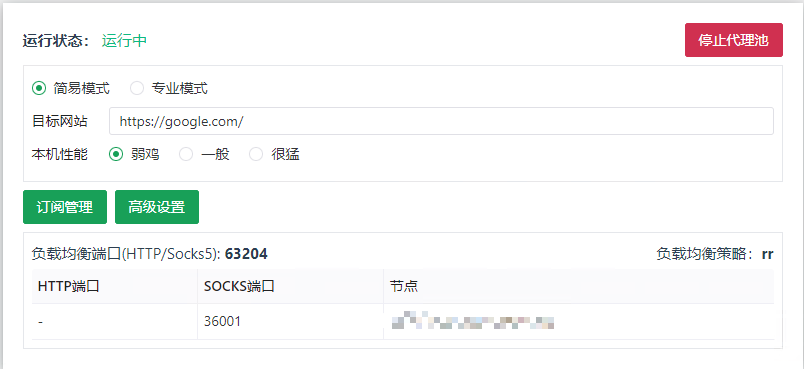 运行状态： 运行中 停止代理池
简易模式 专业模式
目标网站 https://google.com/
本机性能 弱鸡 一般 很猛
订阅管理 高级设置
负载均衡端口(HTTP/Socks5): 63204 负载均衡策略：rr
HTTP端口 SOCKS端口 节点
- 36001